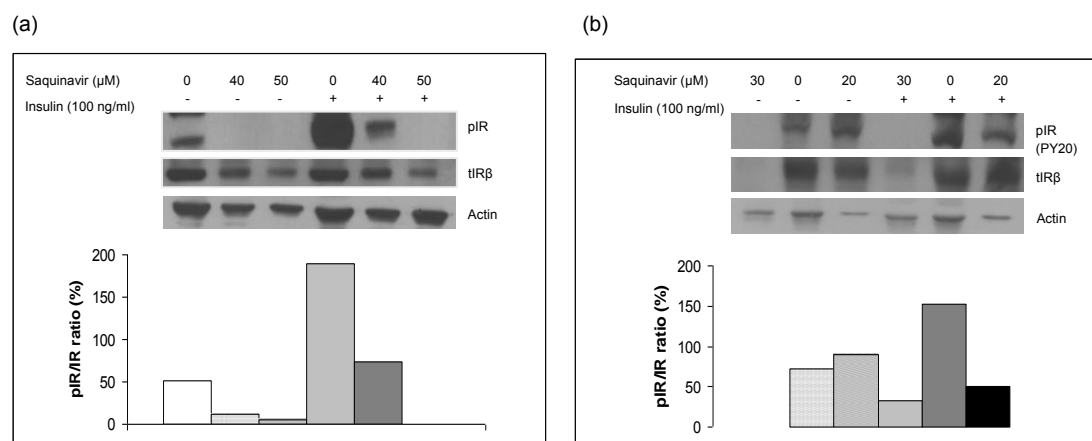 (a)
Saquinavir (µM) 0 40 50 0 40 50
Insulin (100 ng/ml) - - - + + +
pIR
tIRβ
Actin
200
150
100
50
0
pIR/IR ratio (%)
(b)
Saquinavir (µM) 30 0 20 30 0 20
Insulin (100 ng/ml) - - - + + +
pIR
(PY20)
tIRβ
Actin
200
150
100
50
0
pIR/IR ratio (%)